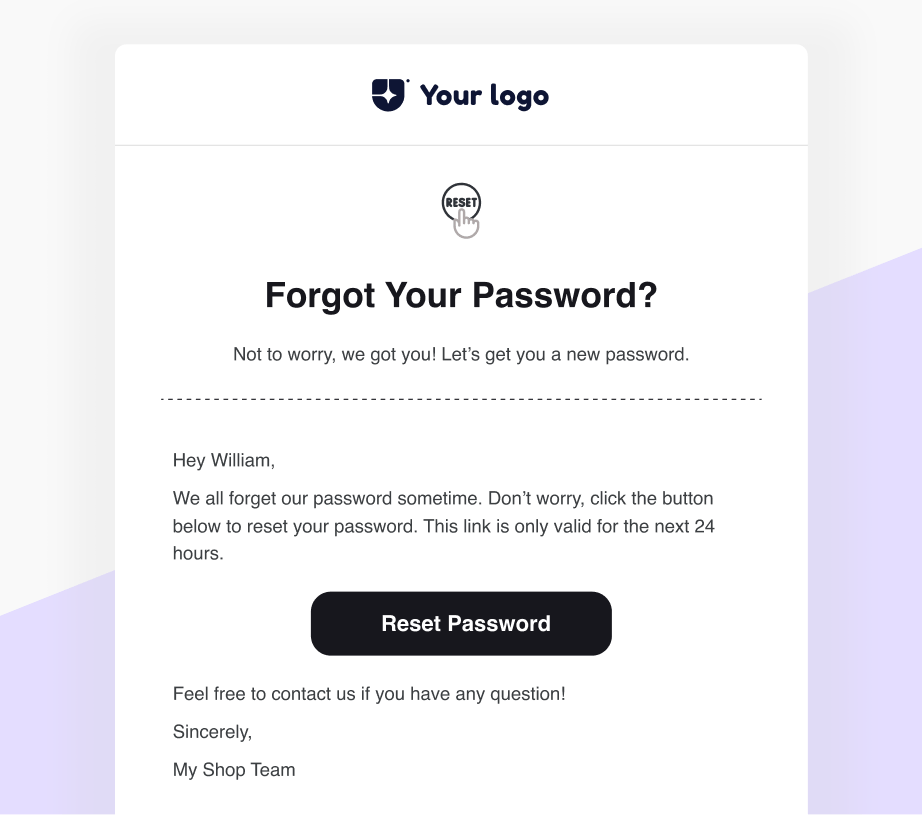 Your logo
RESET
Forgot Your Password?
Not to worry, we got you! Let’s get you a new password.
Hey William,
We all forget our password sometime. Don’t worry, click the button
below to reset your password. This link is only valid for the next 24
hours.
Reset Password
Feel free to contact us if you have any question!
Sincerely,
My Shop Team